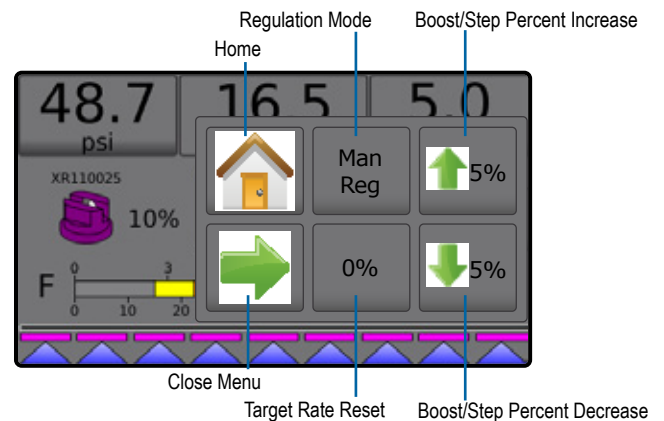 Regulation Mode
Boost/Step Percent Increase
Home
48.7
16.5
5.0
psi
Man
Reg
5%
XR110025
10%
0%
5%
F
0
3
0
10
20
Close Menu
Target Rate Reset
Boost/Step Percent Decrease